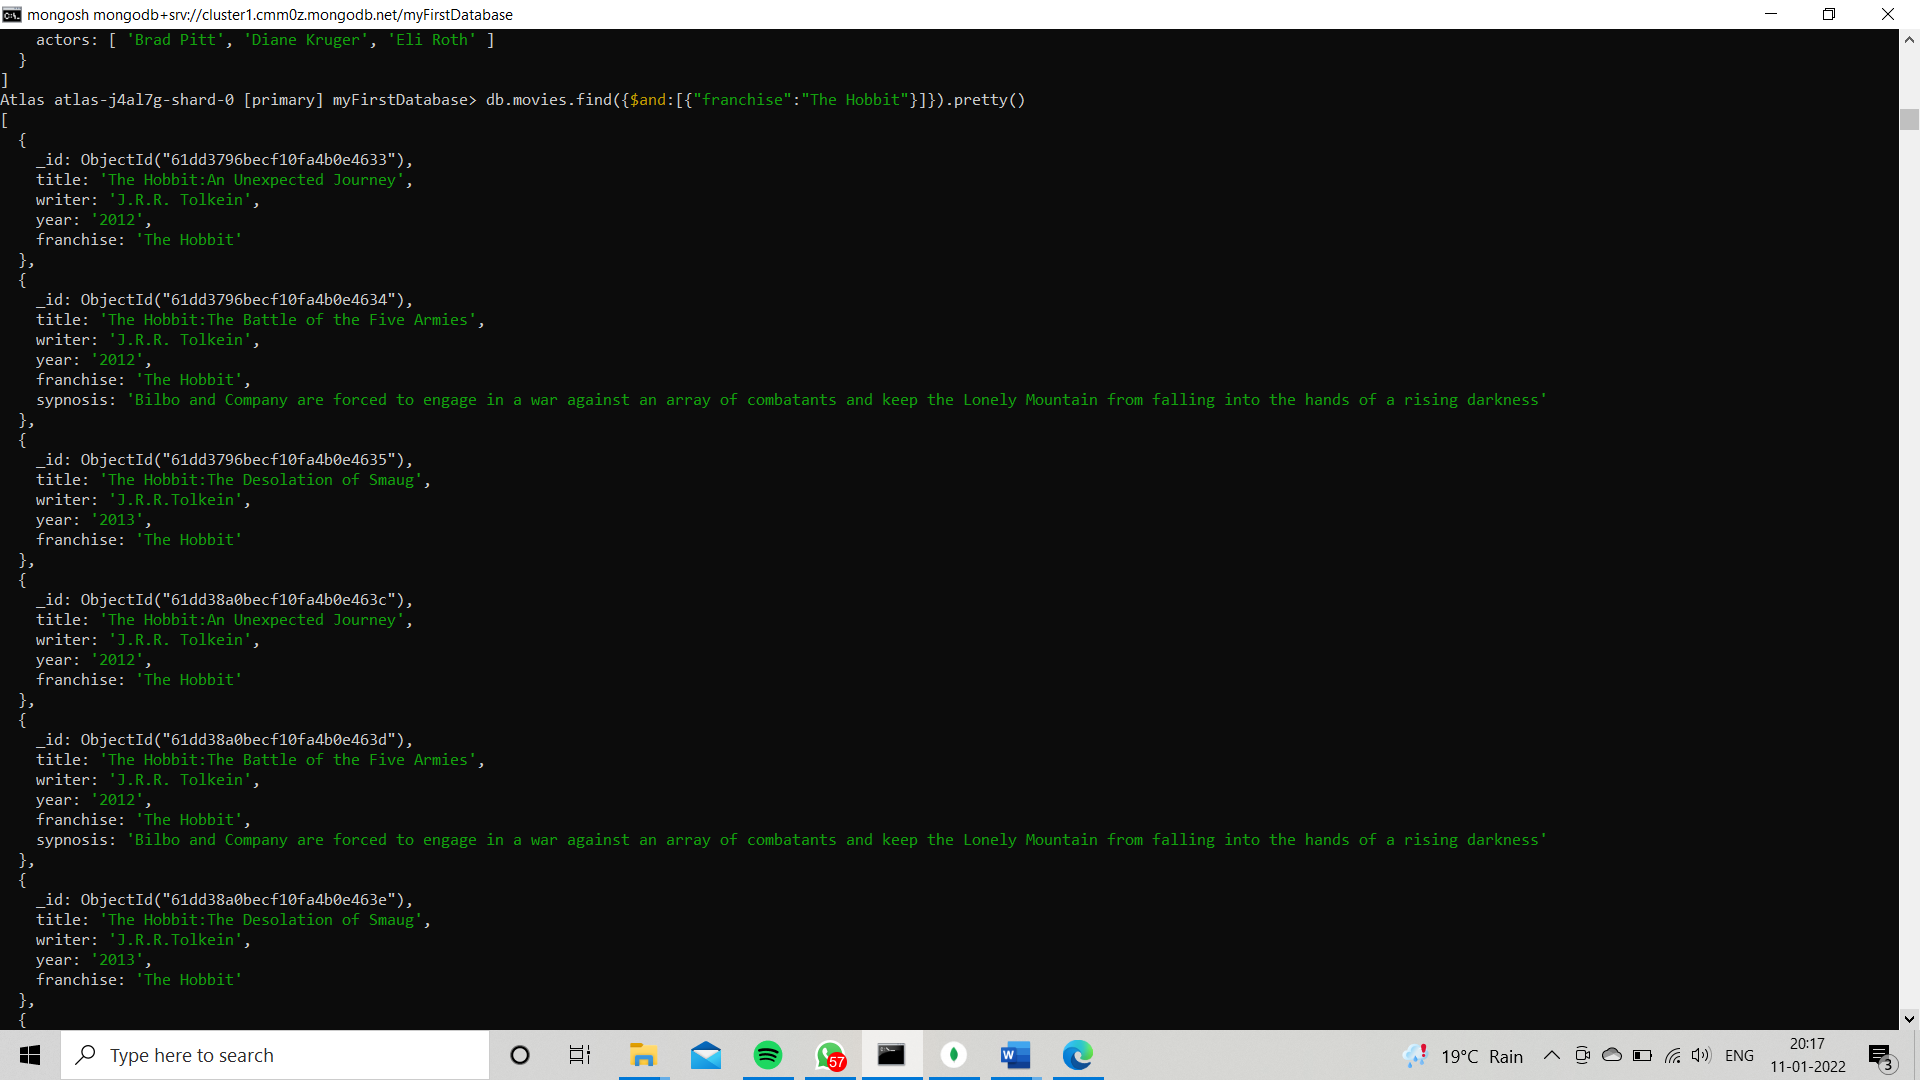 mongosh mongodb+srv://cluster1.cmm0z.mongodb.net/myFirstDatabase
actors: [ 'Brad Pitt', 'Diane Kruger', 'Eli Roth' ]
}
]
Atlas atlas-j4al7g-shard-0 [primary] myFirstDatabase> db.movies.find({$and:[{"franchise":"The Hobbit"}]}).pretty()
[
{
_id: ObjectId("61dd3796becf10fa4b0e4633"),
title: 'The Hobbit:An Unexpected Journey',
writer: 'J.R.R. Tolkein',
year: '2012',
franchise: 'The Hobbit'
},
{
_id: ObjectId("61dd3796becf10fa4b0e4634"),
title: 'The Hobbit:The Battle of the Five Armies',
writer: 'J.R.R. Tolkein',
year: '2012',
franchise: 'The Hobbit',
sypnosis: 'Bilbo and Company are forced to engage in a war against an array of combatants and keep the Lonely Mountain from falling into the hands of a rising darkness'
},
{
_id: ObjectId("61dd3796becf10fa4b0e4635"),
title: 'The Hobbit:The Desolation of Smaug',
writer: 'J.R.R.Tolkein',
year: '2013',
franchise: 'The Hobbit'
},
{
_id: ObjectId("61dd38a0becf10fa4b0e463c"),
title: 'The Hobbit:An Unexpected Journey',
writer: 'J.R.R. Tolkein',
year: '2012',
franchise: 'The Hobbit'
},
{
_id: ObjectId("61dd38a0becf10fa4b0e463d"),
title: 'The Hobbit:The Battle of the Five Armies',
writer: 'J.R.R. Tolkein',
year: '2012',
franchise: 'The Hobbit',
sypnosis: 'Bilbo and Company are forced to engage in a war against an array of combatants and keep the Lonely Mountain from falling into the hands of a rising darkness'
},
{
_id: ObjectId("61dd38a0becf10fa4b0e463e"),
title: 'The Hobbit:The Desolation of Smaug',
writer: 'J.R.R.Tolkein',
year: '2013',
franchise: 'The Hobbit'
},
{
Type here to search
57
W
19°C Rain
ENG
20:17
11-01-2022
3